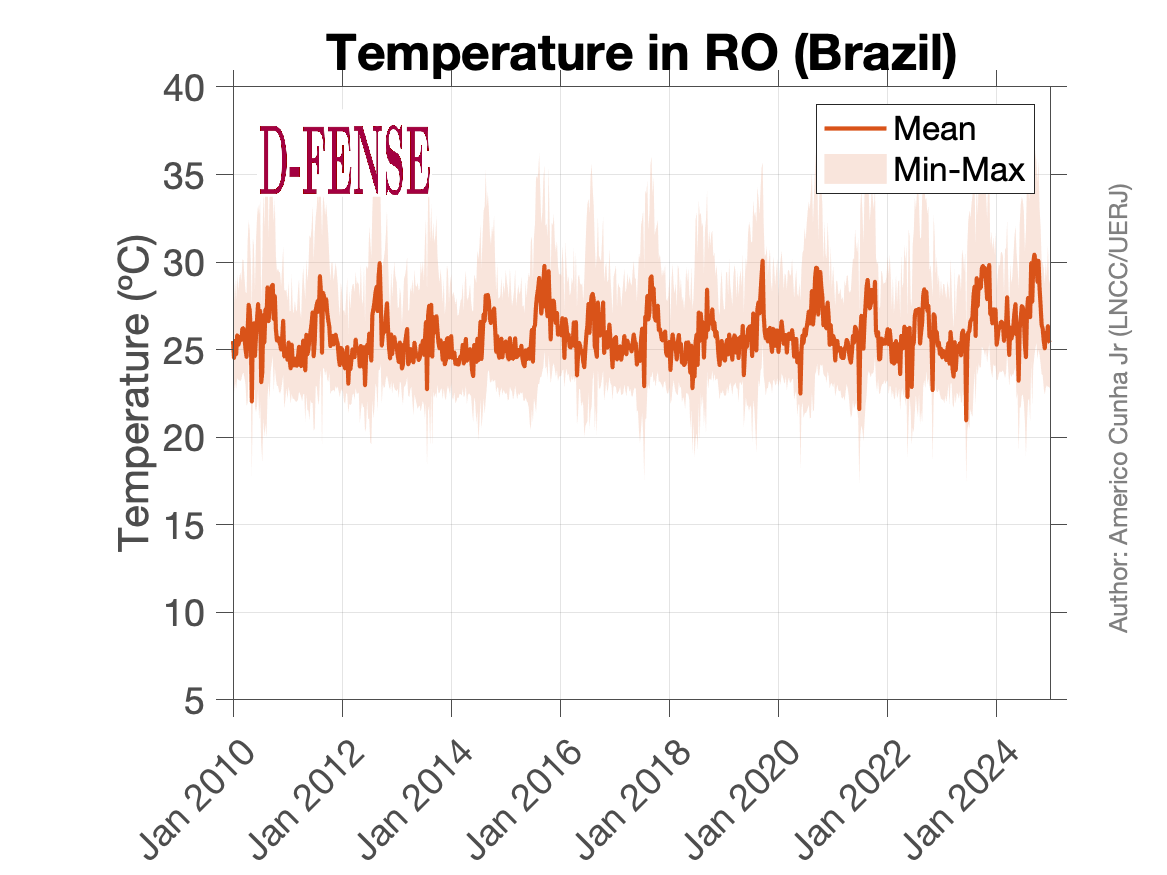 Temperature in RO (Brazil)
D-FENSE
Mean
Min-Max
Temperature (ºC)
40
35
30
25
20
15
10
5
Jan 2010
Jan 2012
Jan 2014
Jan 2016
Jan 2018
Jan 2020
Jan 2022
Jan 2024
Author: Americo Cunha Jr (LNCC/UERJ)